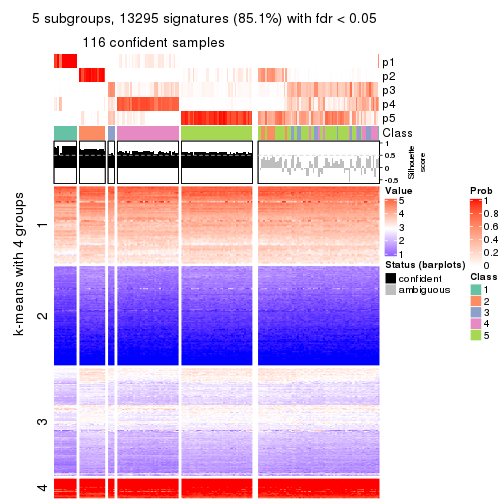 5 subgroups, 13295 signatures (85.1%) with fdr < 0.05
116 confident samples
p1
p2
p3
p4
p5
Class
1
0.5
0
-0.5
Silhouette
score
k-means with 4 groups
1
2
3
4
Value
5
4
3
2
1
Status (barplots)
confident
ambiguous
Prob
1
0.8
0.6
0.4
0.2
0
Class
1
2
3
4
5